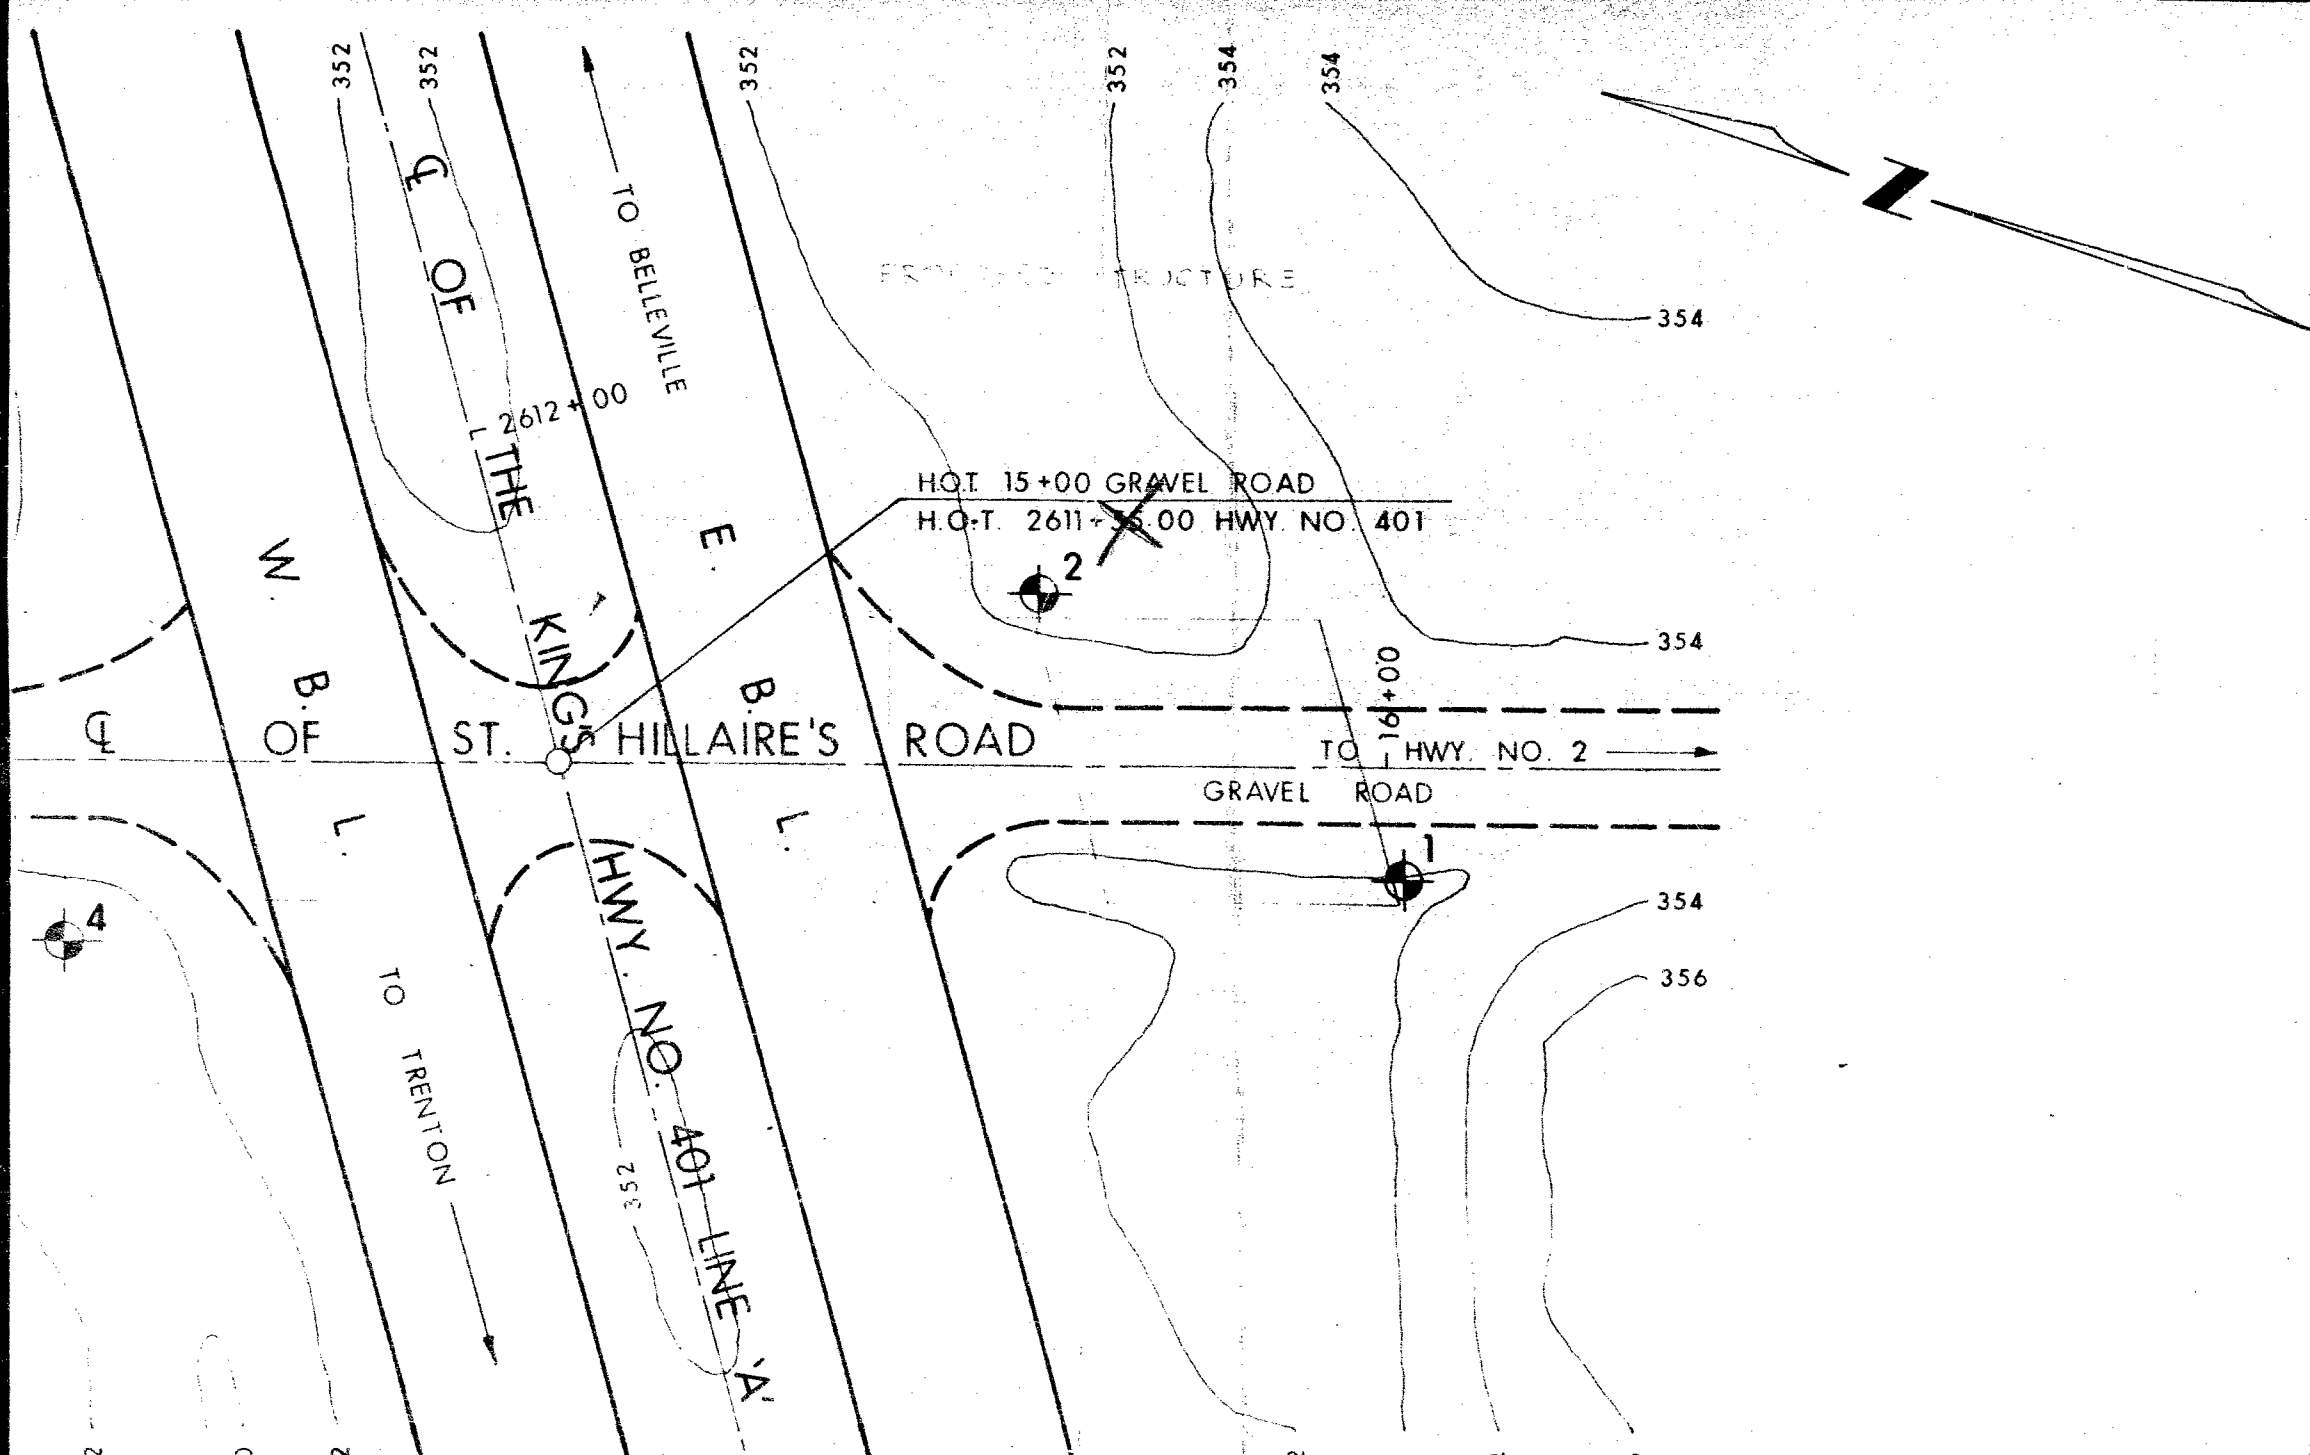 352
352
352
352
354
354
N
℄ OF THE KING'S HWY. NO. 401 LINE 'A'
TO BELLEVILLE
STRUCTURE
354
2612+00
H.O.T. 15+00 GRAVEL ROAD
H.O.T. 2611+35.00 HWY. NO. 401
W. B. L.
E. B. L.
2
354
16+00
℄ OF ST. HILLAIRE'S ROAD
TO HWY. NO. 2
GRAVEL ROAD
1
354
4
356
TO TRENTON
352